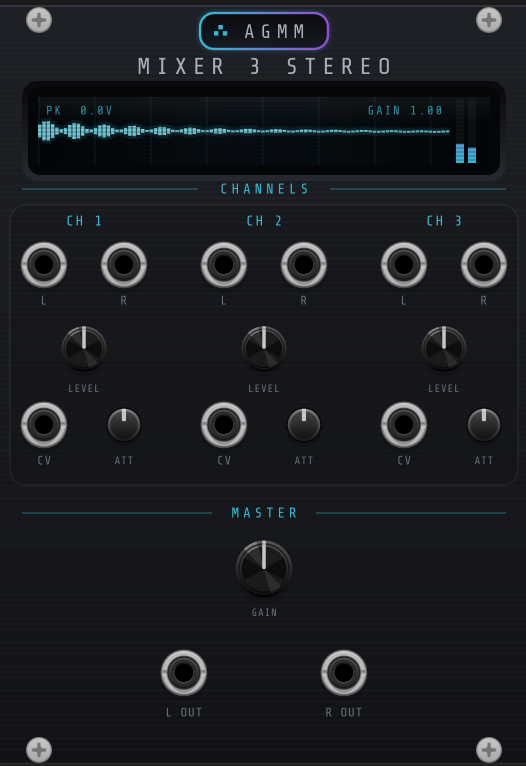 AGMM
MIXER 3 STEREO
PK 0.0V GAIN 1.00
CHANNELS
CH 1 CH 2 CH 3
L R L R L R
LEVEL LEVEL LEVEL
CV ATT CV ATT CV ATT
MASTER
GAIN
L OUT R OUT